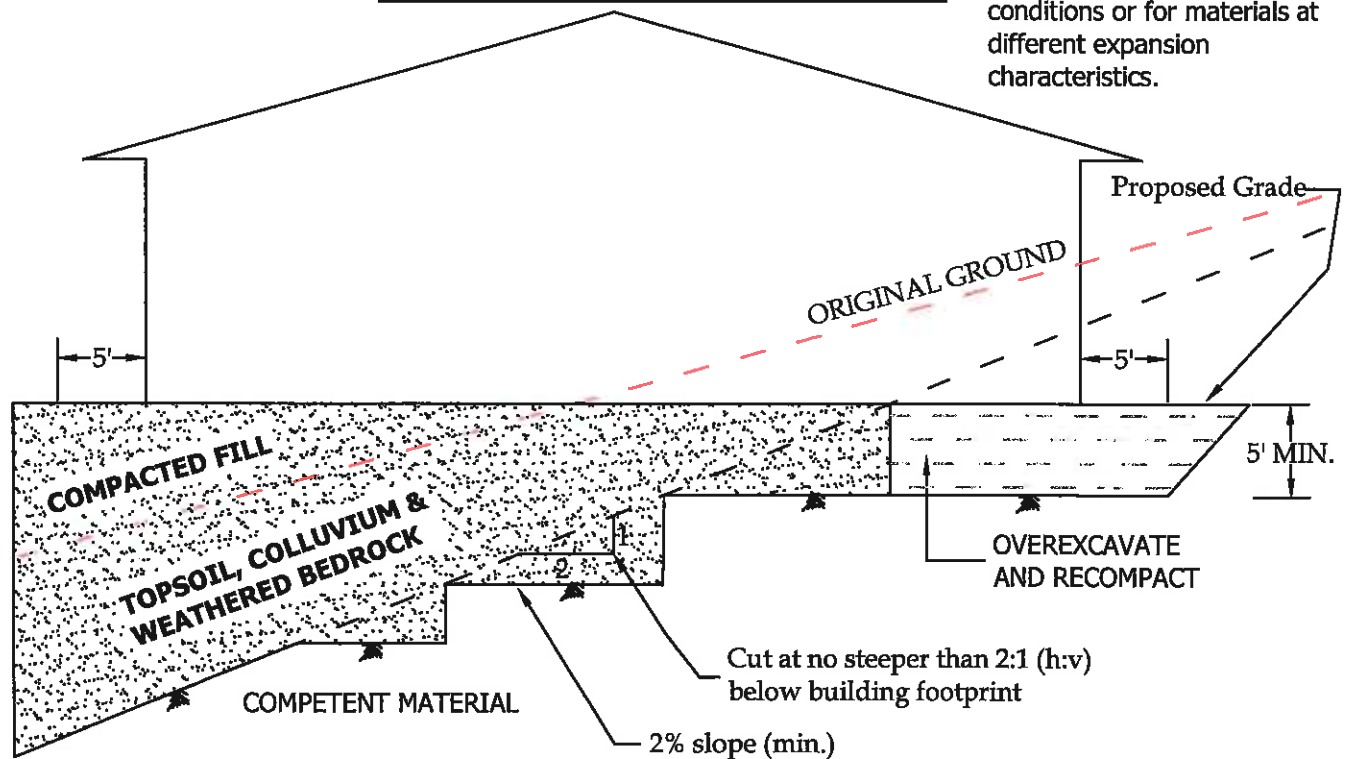 conditions or for materials at
different expansion
characteristics.
Proposed Grade
ORIGINAL GROUND
5'
5'
COMPACTED FILL
5' MIN.
TOPSOIL, COLLUVIUM &
WEATHERED BEDROCK
1
2
OVEREXCAVATE
AND RECOMPACT
Cut at no steeper than 2:1 (h:v)
below building footprint
COMPETENT MATERIAL
2% slope (min.)